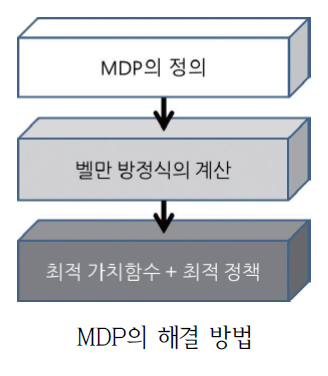 MDP의 정의
벨만 방정식의 계산
최적 가치함수 + 최적 정책
MDP의 해결 방법